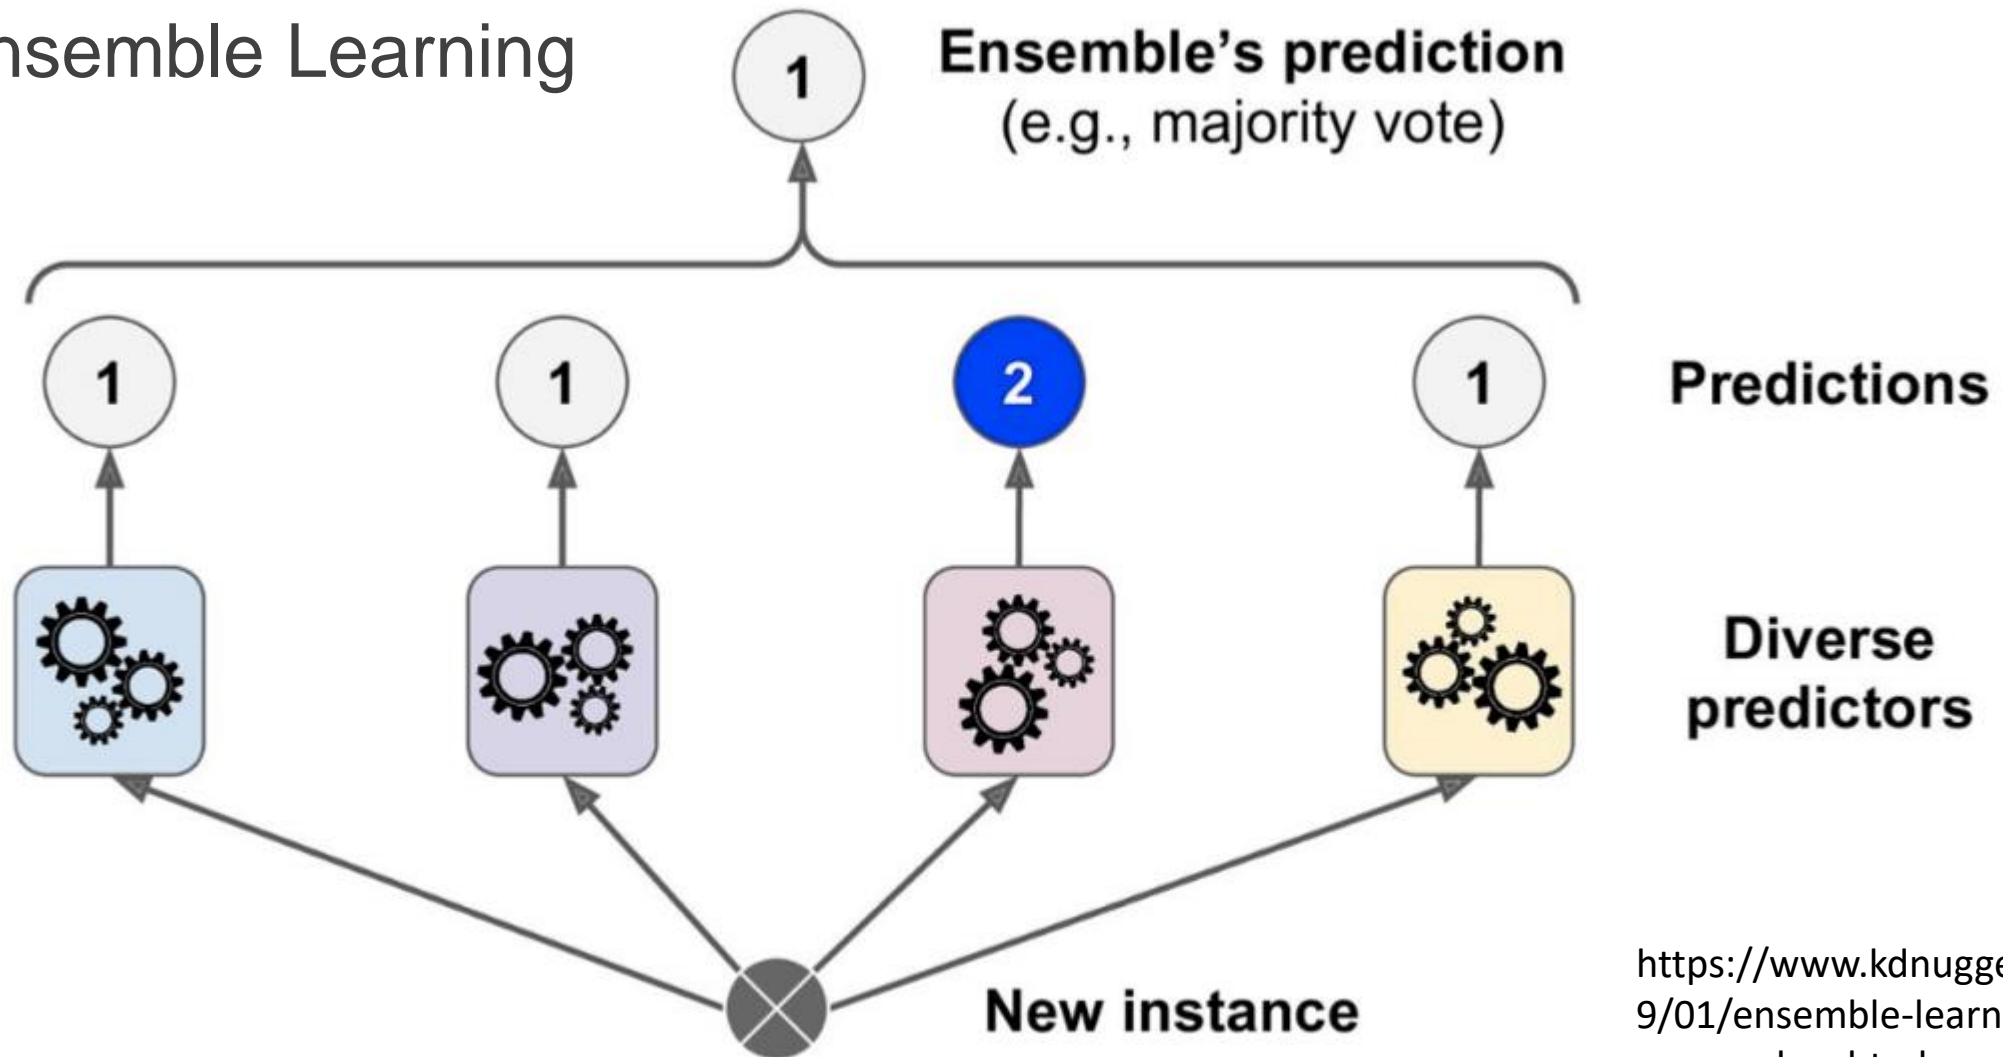 nsemble Learning
1
Ensemble's prediction
(e.g., majority vote)
1
1
2
1
Predictions
Diverse
predictors
New instance
https://www.kdnugge
9/01/ensemble-learn